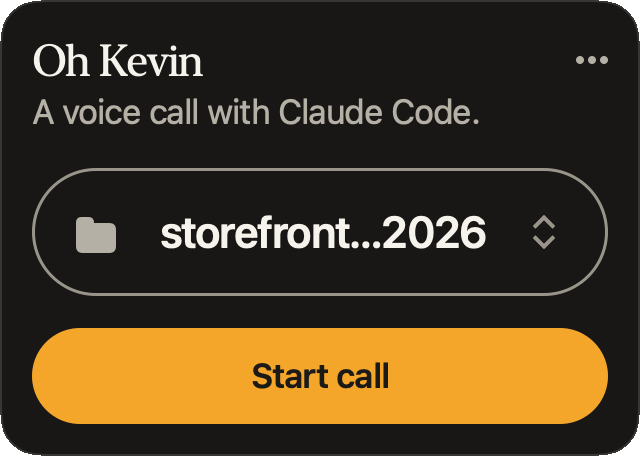 Oh Kevin
A voice call with Claude Code.
storefront...2026
Start call